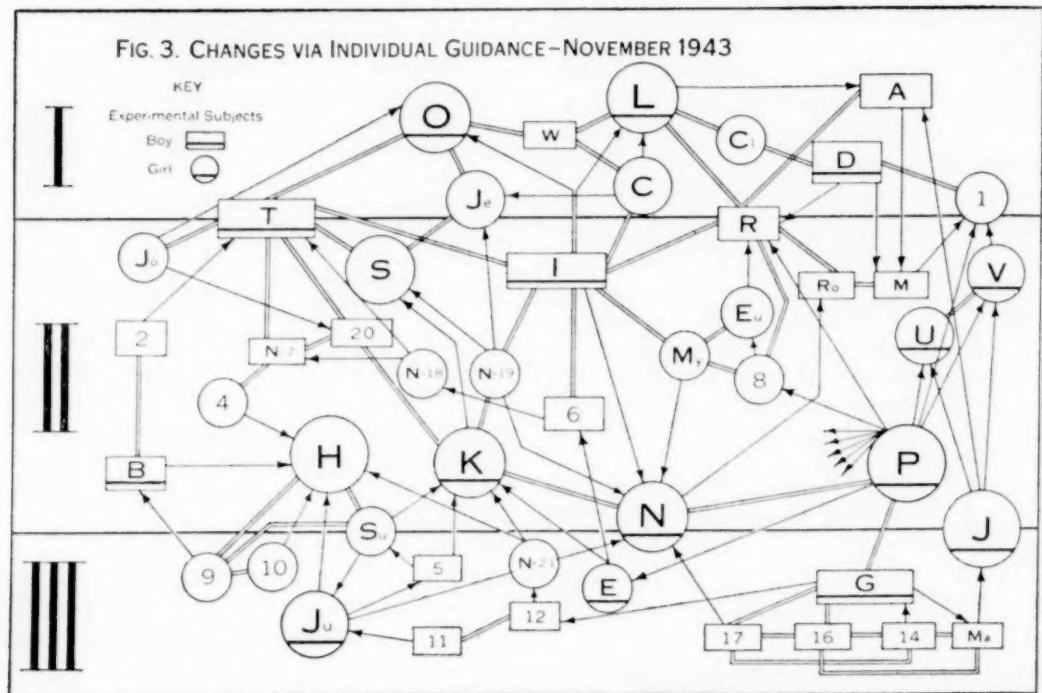 FIG. 3. CHANGES VIA INDIVIDUAL GUIDANCE–NOVEMBER 1943
KEY
Experimental Subjects
Boy
Girl
I
O
W
L
A
D
Je
C
1
T
R
Jo
S
I
V
Ro
M
Eu
U
2
20
N-7
My
N-18
N-19
8
4
6
B
H
K
P
N
Su
J
9
10
5
N-21
E
G
Ju
12
11
17
16
14
Ma
II
III